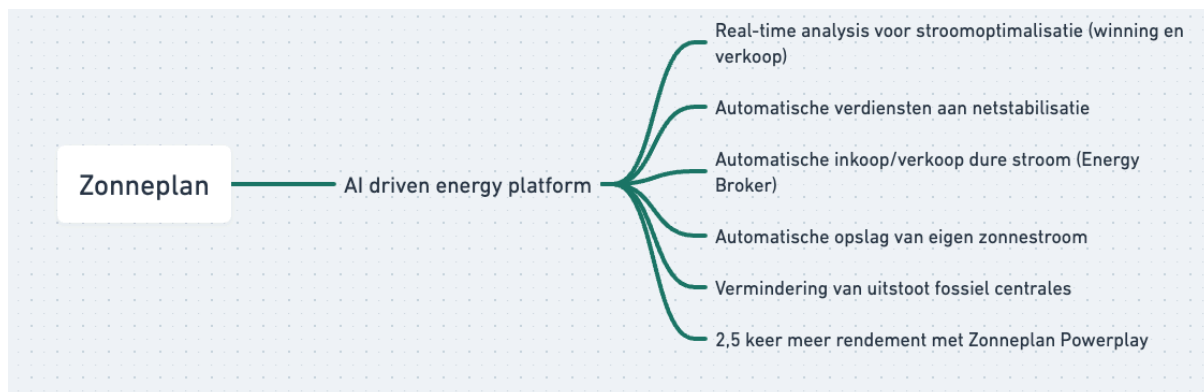 Zonneplan
AI driven energy platform
Real-time analysis voor stroomoptimalisatie (winning en
verkoop)
Automatische verdiensten aan netstabilisatie
Automatische inkoop/verkoop dure stroom (Energy
Broker)
Automatische opslag van eigen zonnestroom
Vermindering van uitstoot fossiel centrales
2,5 keer meer rendement met Zonneplan Powerplay